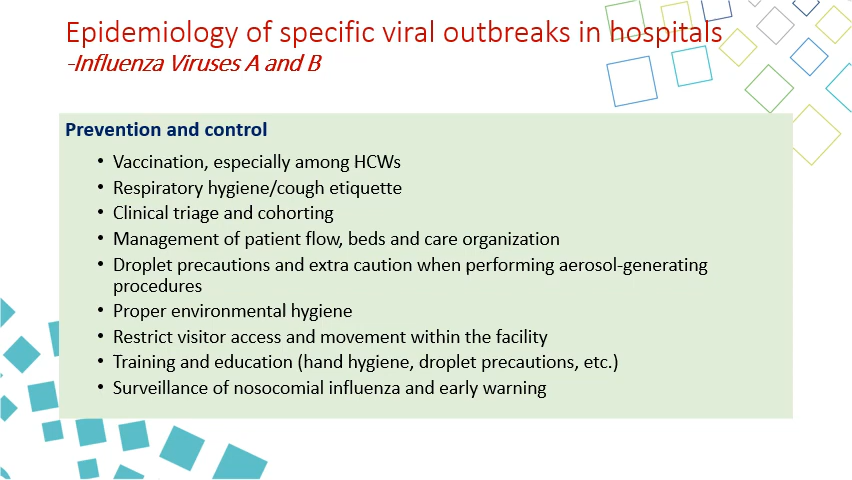 Epidemiology of specific viral outbreaks in hospitals
-Influenza Viruses A and B
Prevention and control
• Vaccination, especially among HCWs
• Respiratory hygiene/cough etiquette
• Clinical triage and cohorting
• Management of patient flow, beds and care organization
• Droplet precautions and extra caution when performing aerosol-generating
procedures
• Proper environmental hygiene
• Restrict visitor access and movement within the facility
• Training and education (hand hygiene, droplet precautions, etc.)
• Surveillance of nosocomial influenza and early warning